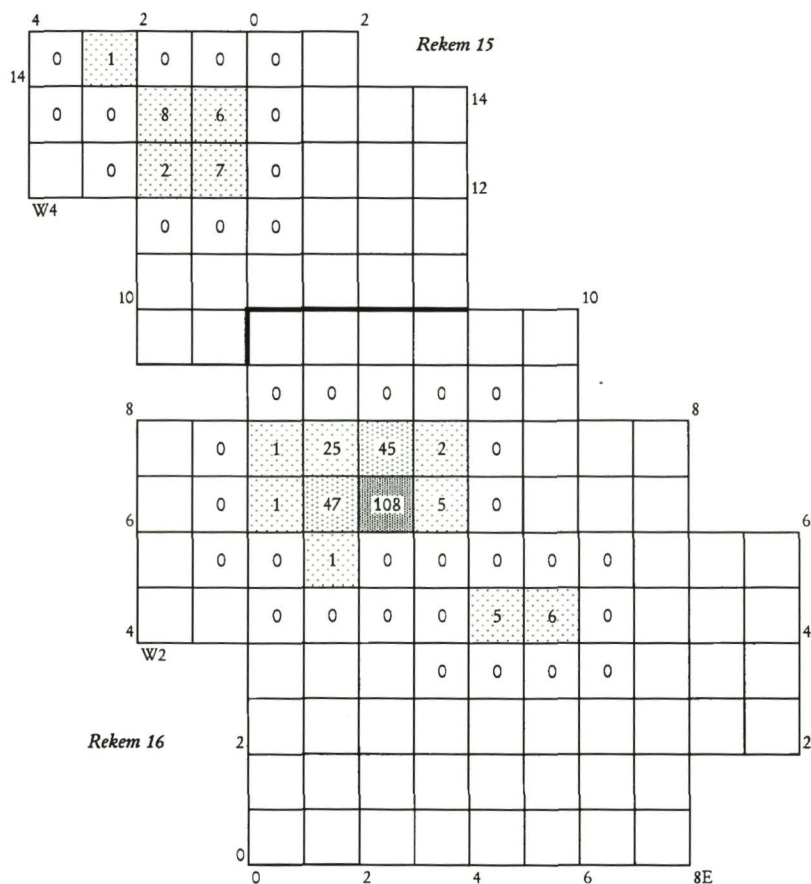 4 2 0 2
0 1 0 0 0 Rekem 15
14
0 0 8 6 0 14
0 2 7 0
12
W4
0 0 0
10 10
0 0 0 0 0
8 8
0 1 25 45 2 0
0 1 47 108 5 0
6 6
0 0 1 0 0 0 0 0
0 0 0 0 5 6 0
4 4
W2
0 0 0 0
Rekem 16 2 2
0
0 2 4 6 8E